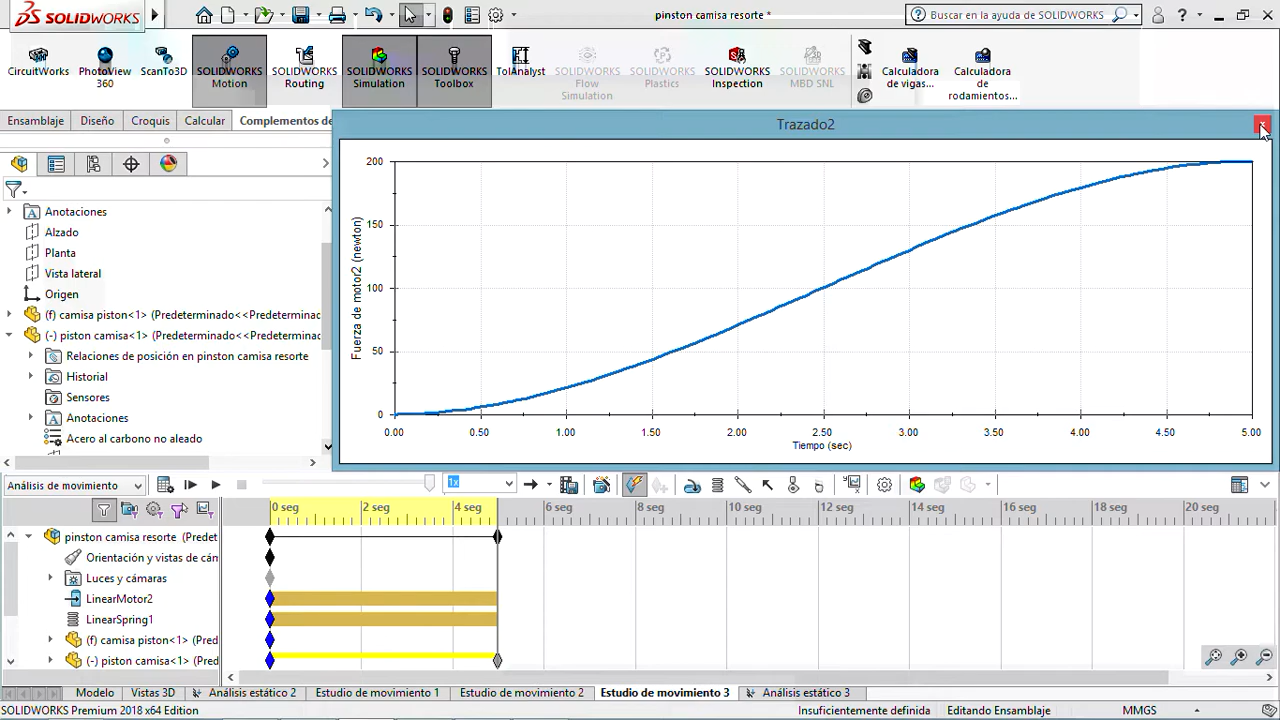 SOLIDWORKS
pinston camisa resorte *
Buscar en la ayuda de SOLIDWORKS
?
CircuitWorks
PhotoView 360
ScanTo3D
SOLIDWORKS Motion
SOLIDWORKS Routing
SOLIDWORKS Simulation
SOLIDWORKS Toolbox
TolAnalyst
SOLIDWORKS Flow Simulation
SOLIDWORKS Plastics
SOLIDWORKS Inspection
SOLIDWORKS MBD SNL
Calculadora de vigas...
Calculadora de rodamientos...
Ensamblaje
Diseño
Croquis
Calcular
Complementos de
Trazado2
Anotaciones
Alzado
Planta
Vista lateral
Origen
(f) camisa piston<1> (Predeterminado<<Predeterminac
(-) piston camisa<1> (Predeterminado<<Predeterminac
Relaciones de posición en pinston camisa resorte
Historial
Sensores
Anotaciones
Acero al carbono no aleado
Fuerza de motor2 (newton)
200
150
100
50
0
0.00 0.50 1.00 1.50 2.00 2.50 3.00 3.50 4.00 4.50 5.00
Tiempo (sec)
Análisis de movimiento
1x
0 seg 2 seg 4 seg 6 seg 8 seg 10 seg 12 seg 14 seg 16 seg 18 seg 20 seg
pinston camisa resorte (Predet
Orientación y vistas de cám
Luces y cámaras
LinearMotor2
LinearSpring1
(f) camisa piston<1> (Pred
(-) piston camisa<1> (Pred
Modelo
Vistas 3D
Análisis estático 2
Estudio de movimiento 1
Estudio de movimiento 2
Estudio de movimiento 3
Análisis estático 3
SOLIDWORKS Premium 2018 x64 Edition
Insuficientemente definida
Editando Ensamblaje
MMGS